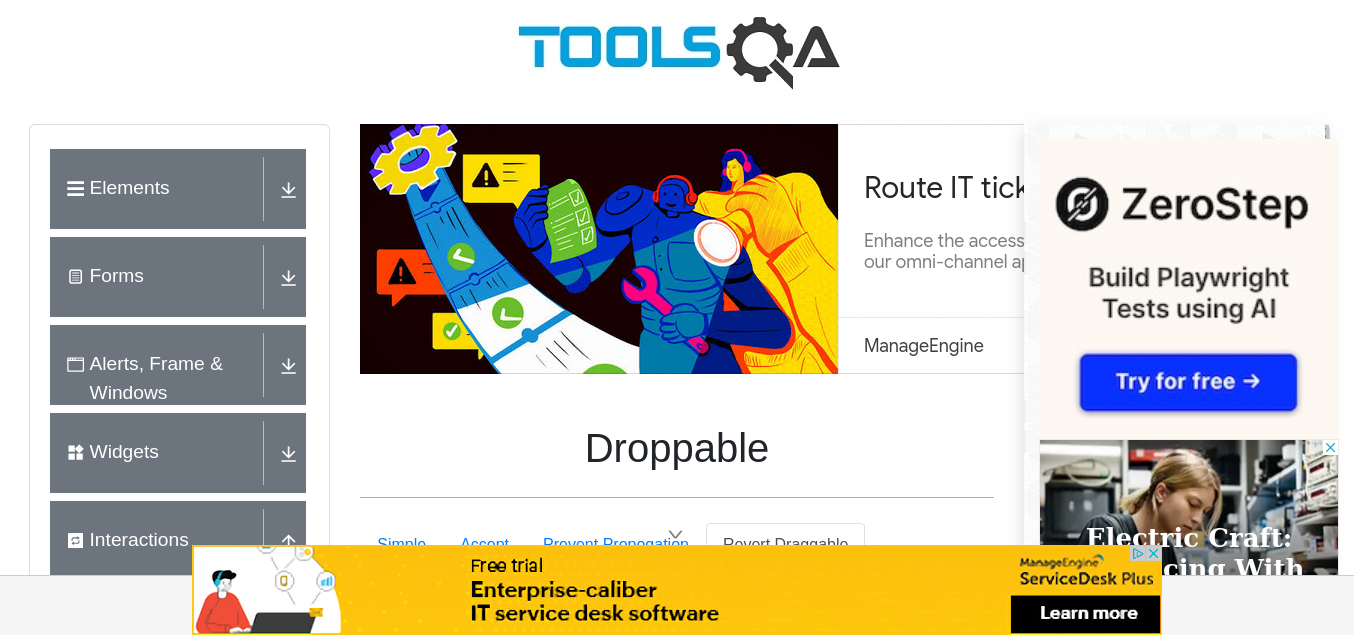 TOOLSQA
Elements
Forms
Alerts, Frame &
Windows
Widgets
Interactions
Route IT tick
Enhance the access
our omni-channel
ManageEngine
ZeroStep
Build Playwright
Tests using AI
Try for free →
Droppable
Simple
Accept
Prevent Propogation
Revert Draggable
Electric Craft:
cing With
Free trial
Enterprise-caliber
IT service desk software
ManageEngine
ServiceDesk Plus
Learn more